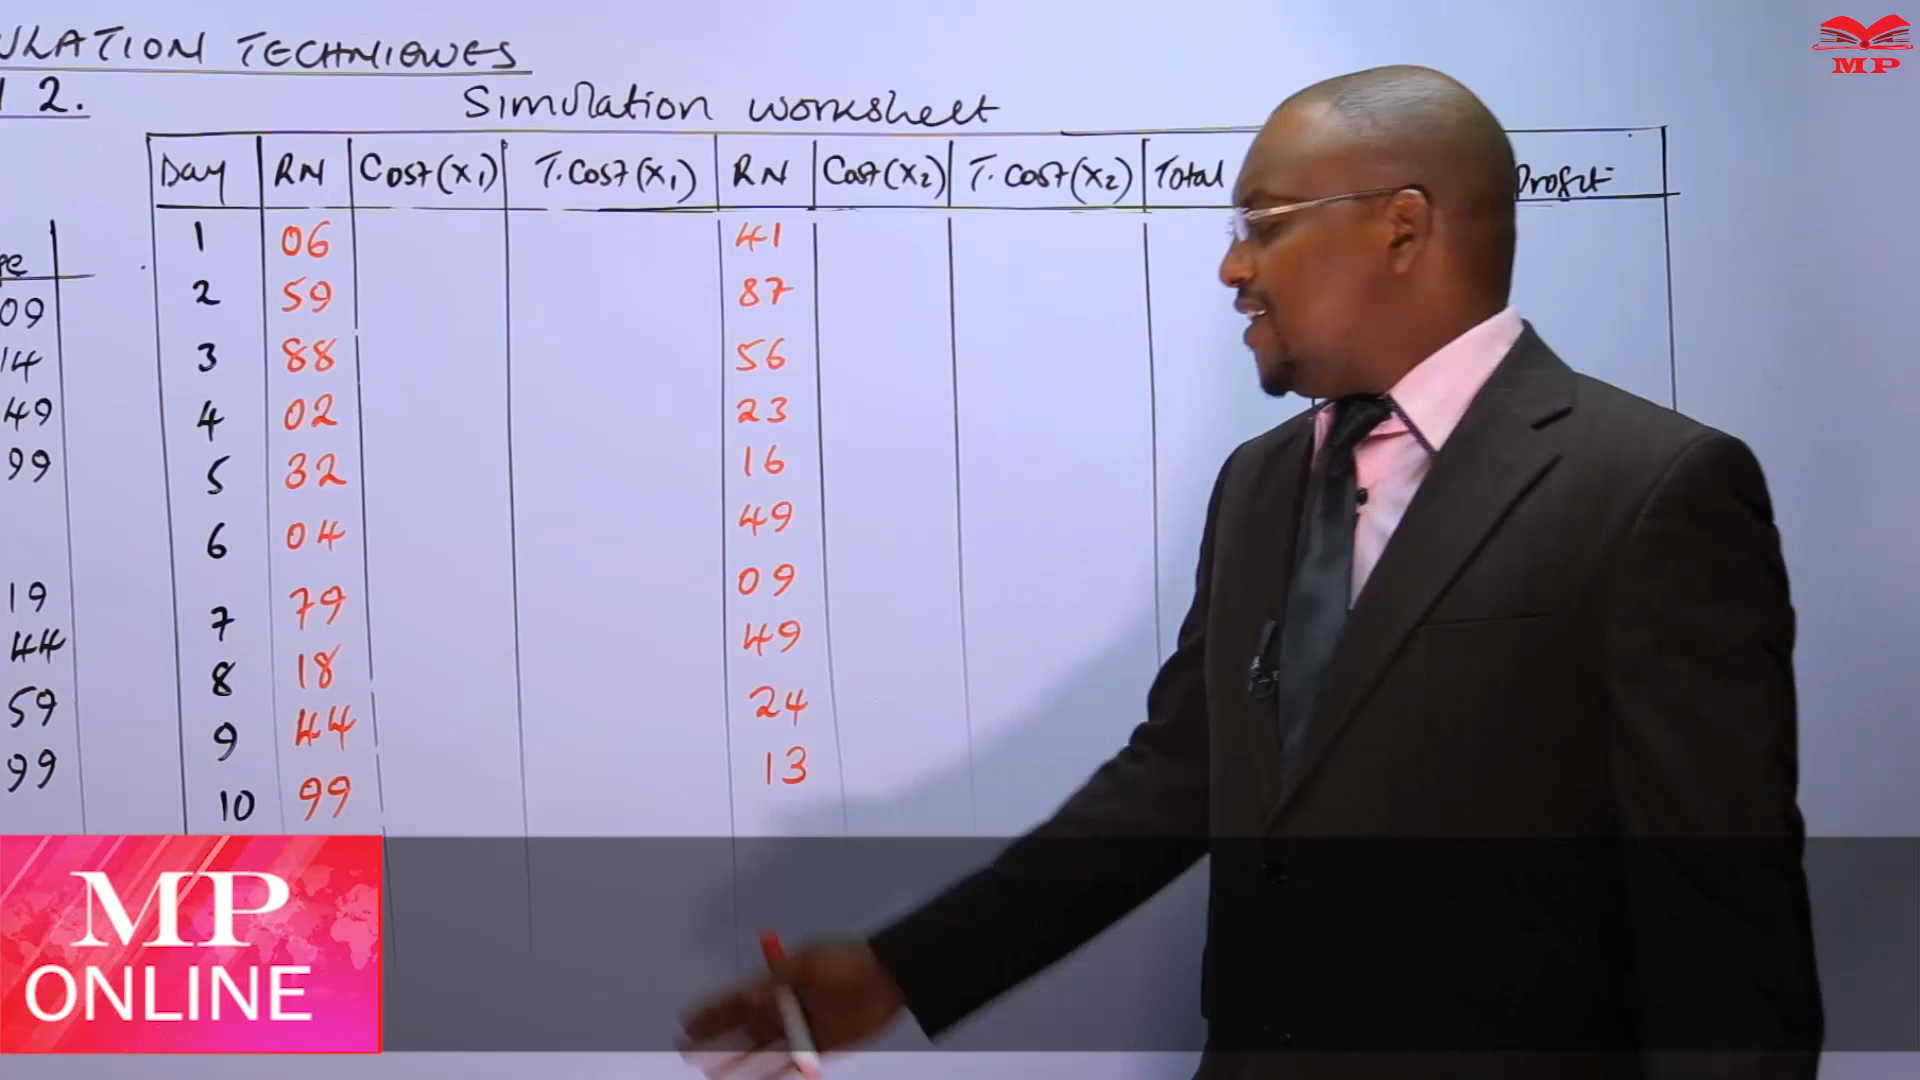 ULATION TECHNIQUES
2.
Simulation worksheet
Day RN Cost(x1) T.Cost(x1) RN Cost(x2) T.Cost(x2) Total Profit
1 06 41
09 2 59 87
14 3 88 56
49 4 02 23
99 5 32 16
6 04 49
19 7 79 09
44 8 18 49
59 9 44 24
99 10 99 13
MP
ONLINE
MP